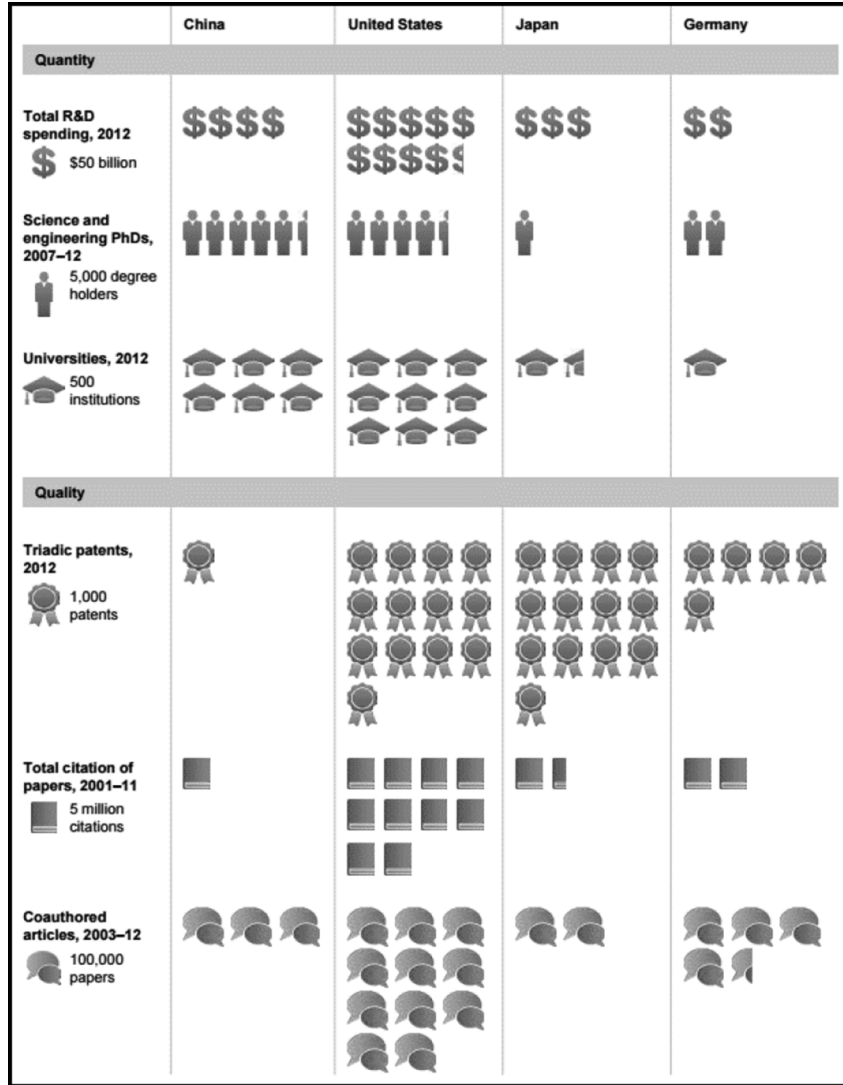 China
United States
Japan
Germany
Quantity
Total R&D
spending, 2012
$50 billion
Science and
engineering PhDs,
2007–12
5,000 degree
holders
Universities, 2012
500
institutions
Quality
Triadic patents,
2012
1,000
patents
Total citation of
papers, 2001–11
5 million
citations
Coauthored
articles, 2003–12
100,000
papers